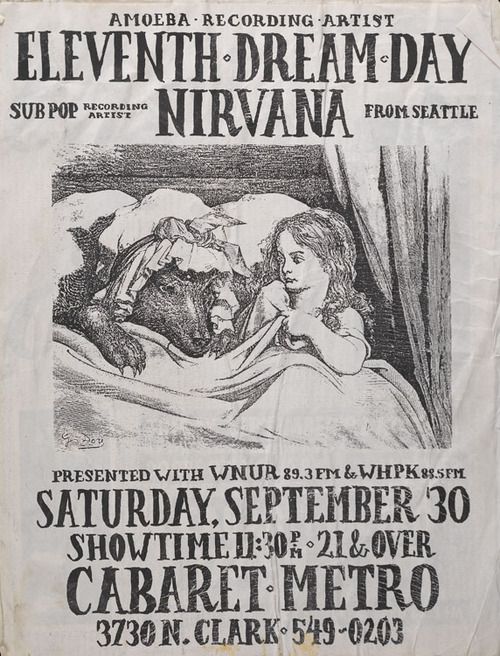 AMOEBA · RECORDING · ARTIST
ELEVENTH · DREAM · DAY
SUB POP RECORDING ARTIST NIRVANA FROM SEATTLE
G. Doré
PRESENTED WITH WNUR 89.3 FM & WHPK 88.5 FM
SATURDAY, SEPTEMBER 30
SHOWTIME 11:30 PM · 21 & OVER
CABARET · METRO
3730 N. CLARK · 549-0203